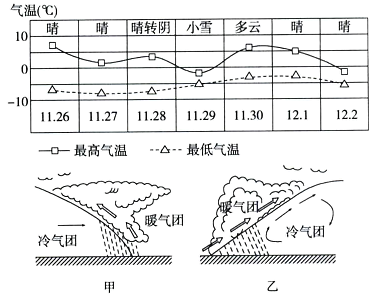 气温(℃)
晴 晴 晴转阴 小雪 多云 晴 晴
10
0
-10
11.26 11.27 11.28 11.29 11.30 12.1 12.2
最高气温 最低气温
冷气团 暖气团
暖气团 冷气团
甲 乙